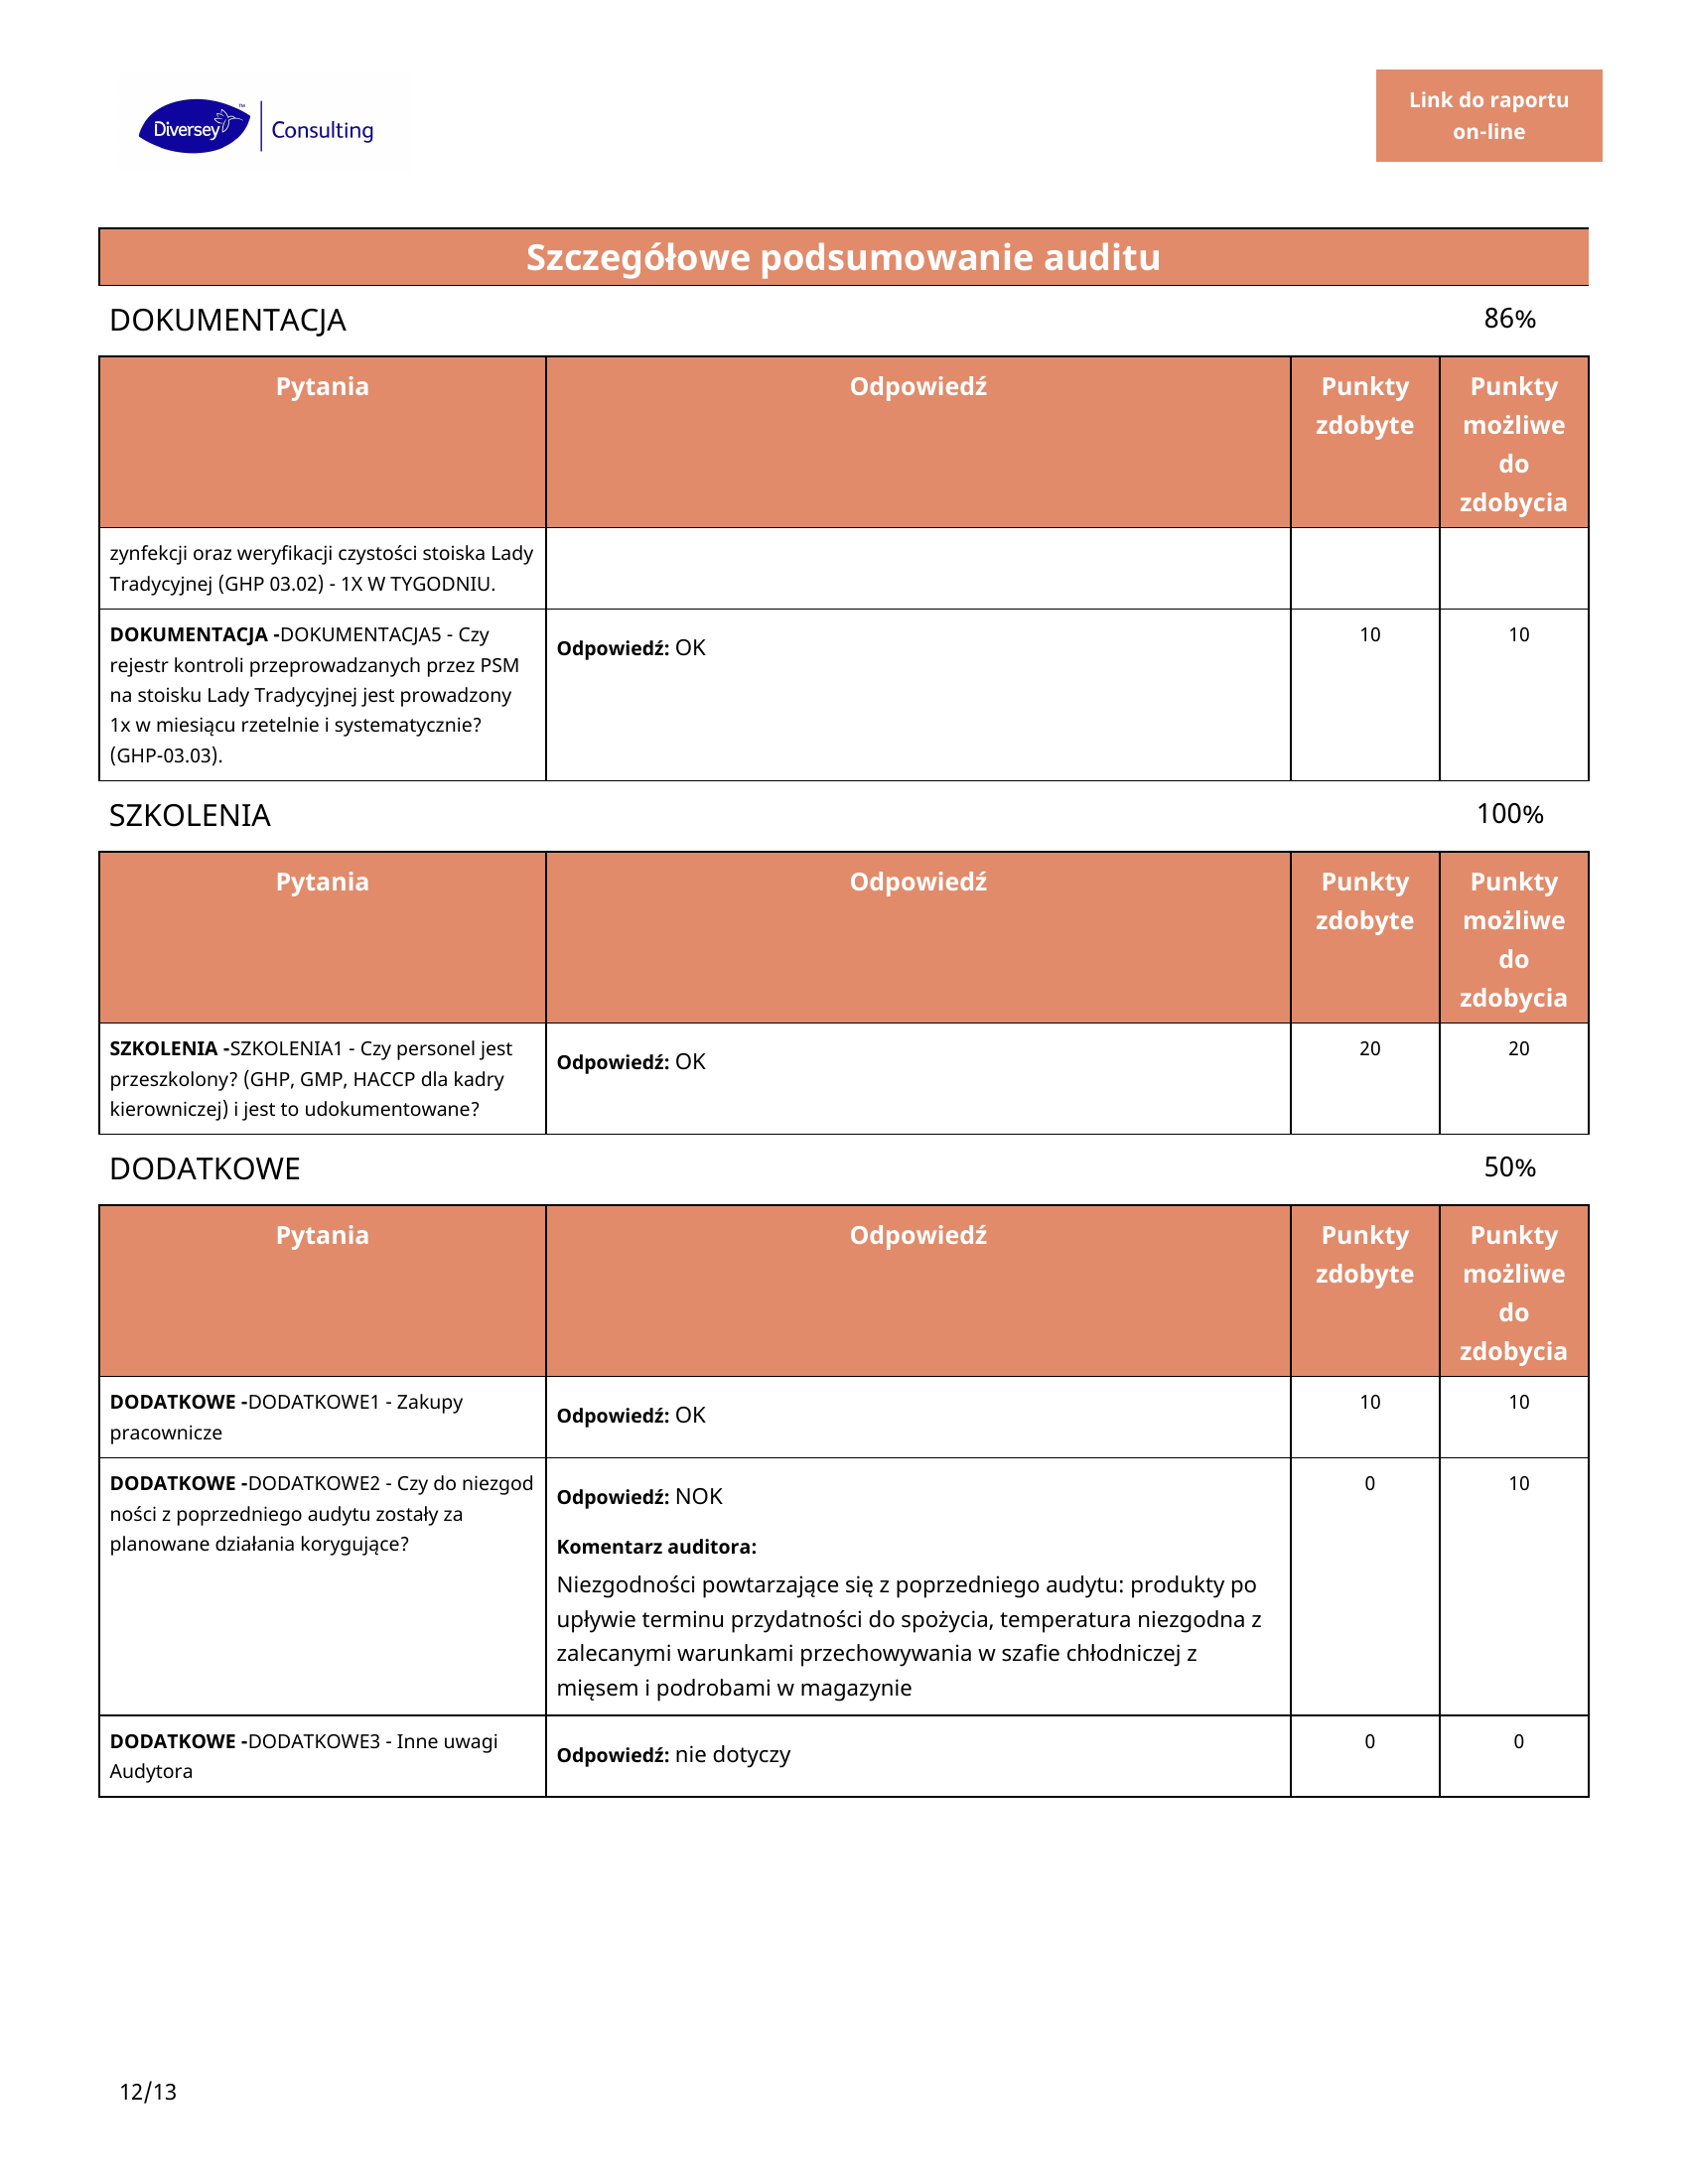 Diversey™ Consulting
Link do raportu
on-line
Szczegółowe podsumowanie auditu
DOKUMENTACJA 86%
Pytania Odpowiedź Punkty zdobyte Punkty możliwe do zdobycia
zynfekcji oraz weryfikacji czystości stoiska Lady
Tradycyjnej (GHP 03.02) - 1X W TYGODNIU.
DOKUMENTACJA -DOKUMENTACJA5 - Czy
rejestr kontroli przeprowadzanych przez PSM
na stoisku Lady Tradycyjnej jest prowadzony
1x w miesiącu rzetelnie i systematycznie?
(GHP-03.03).
Odpowiedź: OK
10
10
SZKOLENIA 100%
Pytania Odpowiedź Punkty zdobyte Punkty możliwe do zdobycia
SZKOLENIA -SZKOLENIA1 - Czy personel jest
przeszkolony? (GHP, GMP, HACCP dla kadry
kierowniczej) i jest to udokumentowane?
Odpowiedź: OK
20
20
DODATKOWE 50%
Pytania Odpowiedź Punkty zdobyte Punkty możliwe do zdobycia
DODATKOWE -DODATKOWE1 - Zakupy
pracownicze
Odpowiedź: OK
10
10
DODATKOWE -DODATKOWE2 - Czy do niezgod
ności z poprzedniego audytu zostały za
planowane działania korygujące?
Odpowiedź: NOK
Komentarz auditora:
Niezgodności powtarzające się z poprzedniego audytu: produkty po
upływie terminu przydatności do spożycia, temperatura niezgodna z
zalecanymi warunkami przechowywania w szafie chłodniczej z
mięsem i podrobami w magazynie
0
10
DODATKOWE -DODATKOWE3 - Inne uwagi
Audytora
Odpowiedź: nie dotyczy
0
0
12/13